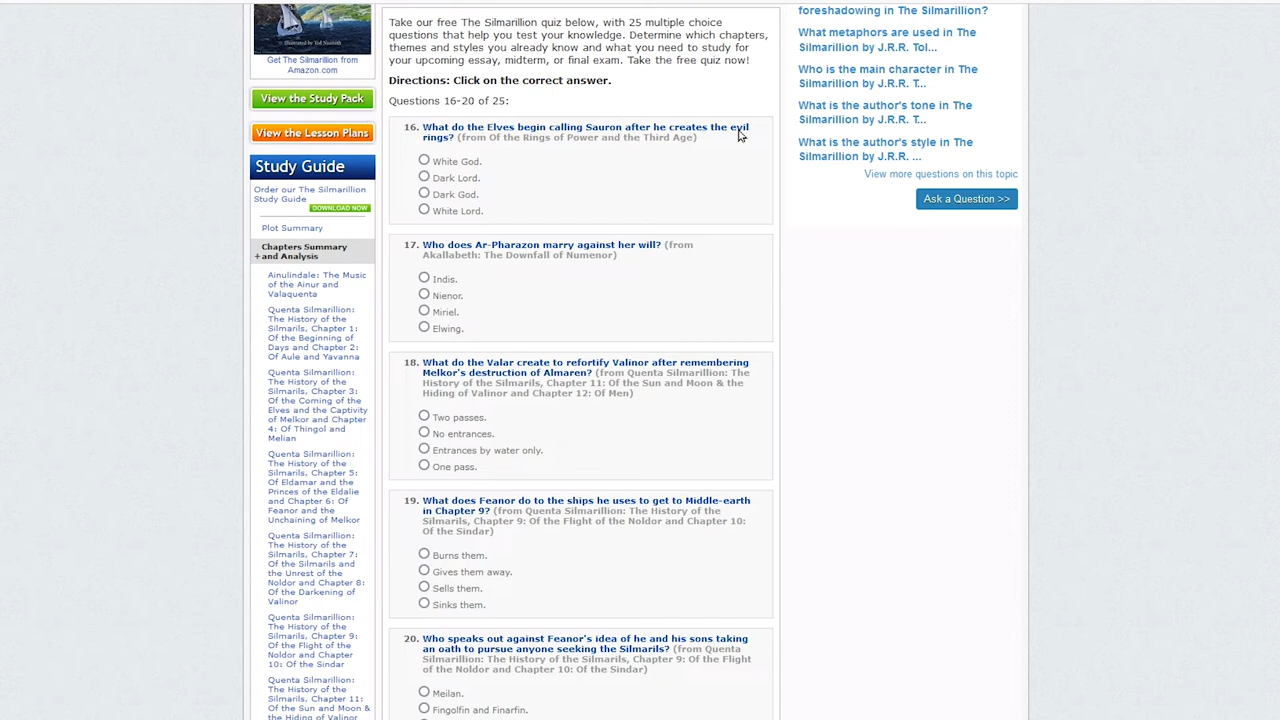 Illustrated by Ted Nasmith
Get The Silmarillion from
Amazon.com
View the Study Pack
View the Lesson Plans
Study Guide
Order our The Silmarillion
Study Guide
DOWNLOAD NOW
Plot Summary
Chapters Summary
+and Analysis
Ainulindale: The Music
of the Ainur and
Valaquenta
Quenta Silmarillion:
The History of
the Silmarils, Chapter 1:
Of the Beginning of
Days and Chapter 2:
Of Aule and Yavanna
Quenta Silmarillion:
The History of the
Silmarils, Chapter 3:
Of the Coming of the
Elves and the Captivity
of Melkor and Chapter
4: Of Thingol and
Melian
Quenta Silmarillion:
The History of the
Silmarils, Chapter 5:
Of Eldamar and the
Princes of the Eldalie
and Chapter 6: Of
Feanor and the
Unchaining of Melkor
Quenta Silmarillion:
The History of the
Silmarils, Chapter 7:
Of the Silmarils and
the Unrest of the
Noldor and Chapter 8:
Of the Darkening of
Valinor
Quenta Silmarillion:
The History of the
Silmarils, Chapter 9:
Of the Flight of the
Noldor and Chapter
10: Of the Sindar
Quenta Silmarillion:
The History of the
Silmarils, Chapter 11:
Of the Sun and Moon &
the Hiding of Valinor
Take our free The Silmarillion quiz below, with 25 multiple choice
questions that help you test your knowledge. Determine which chapters,
themes and styles you already know and what you need to study for
your upcoming essay, midterm, or final exam. Take the free quiz now!
Directions: Click on the correct answer.
Questions 16-20 of 25:
16. What do the Elves begin calling Sauron after he creates the evil
rings? (from Of the Rings of Power and the Third Age)
White God.
Dark Lord.
Dark God.
White Lord.
17. Who does Ar-Pharazon marry against her will? (from
Akallabeth: The Downfall of Numenor)
Indis.
Nienor.
Miriel.
Elwing.
18. What do the Valar create to refortify Valinor after remembering
Melkor's destruction of Almaren? (from Quenta Silmarillion: The
History of the Silmarils, Chapter 11: Of the Sun and Moon & the
Hiding of Valinor and Chapter 12: Of Men)
Two passes.
No entrances.
Entrances by water only.
One pass.
19. What does Feanor do to the ships he uses to get to Middle-earth
in Chapter 9? (from Quenta Silmarillion: The History of the
Silmarils, Chapter 9: Of the Flight of the Noldor and Chapter 10:
Of the Sindar)
Burns them.
Gives them away.
Sells them.
Sinks them.
20. Who speaks out against Feanor's idea of he and his sons taking
an oath to pursue anyone seeking the Silmarils? (from Quenta
Silmarillion: The History of the Silmarils, Chapter 9: Of the Flight
of the Noldor and Chapter 10: Of the Sindar)
Meilan.
Fingolfin and Finarfin.
foreshadowing in The Silmarillion?
What metaphors are used in The
Silmarillion by J.R.R. Tol...
Who is the main character in The
Silmarillion by J.R.R. T...
What is the author's tone in The
Silmarillion by J.R.R. T...
What is the author's style in The
Silmarillion by J.R.R. ...
View more questions on this topic
Ask a Question >>